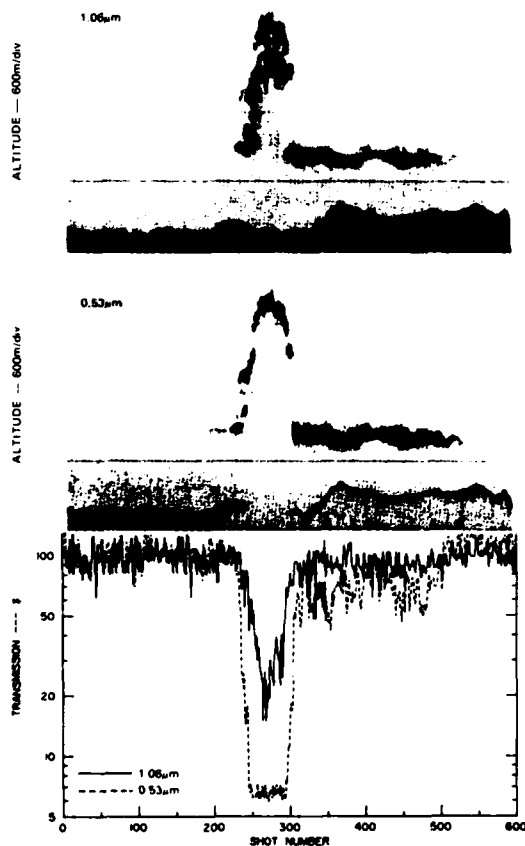 1.06μm
ALTITUDE — 600m/div
0.53μm
ALTITUDE -- 600m/div
TRANSMISSION --- %
100
50
20
10
5
1.06μm
0.53μm
0 100 200 300 400 500 600
SHOT NUMBER